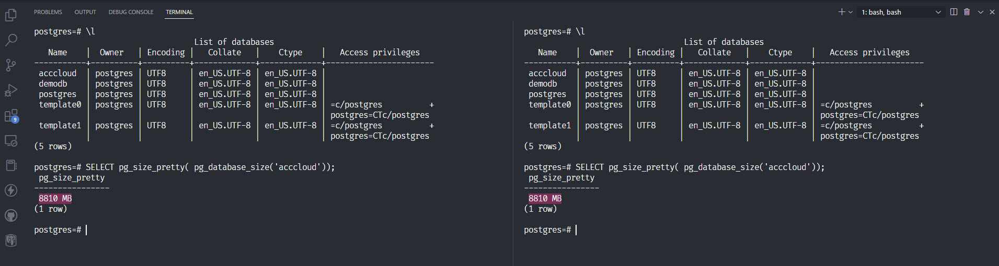 PROBLEMS OUTPUT DEBUG CONSOLE TERMINAL
1: bash, bash
postgres=# \l
List of databases
Name | Owner | Encoding | Collate | Ctype | Access privileges
-----------+----------+----------+-------------+-------------+-----------------------
acccloud | postgres | UTF8 | en_US.UTF-8 | en_US.UTF-8 |
demodb | postgres | UTF8 | en_US.UTF-8 | en_US.UTF-8 |
postgres | postgres | UTF8 | en_US.UTF-8 | en_US.UTF-8 |
template0 | postgres | UTF8 | en_US.UTF-8 | en_US.UTF-8 | =c/postgres +
| | | | | postgres=CTc/postgres
template1 | postgres | UTF8 | en_US.UTF-8 | en_US.UTF-8 | =c/postgres +
| | | | | postgres=CTc/postgres
(5 rows)
postgres=# SELECT pg_size_pretty( pg_database_size('acccloud'));
pg_size_pretty
----------------
8810 MB
(1 row)
postgres=#
postgres=# \l
List of databases
Name | Owner | Encoding | Collate | Ctype | Access privileges
-----------+----------+----------+-------------+-------------+-----------------------
acccloud | postgres | UTF8 | en_US.UTF-8 | en_US.UTF-8 |
demodb | postgres | UTF8 | en_US.UTF-8 | en_US.UTF-8 |
postgres | postgres | UTF8 | en_US.UTF-8 | en_US.UTF-8 |
template0 | postgres | UTF8 | en_US.UTF-8 | en_US.UTF-8 | =c/postgres +
| | | | | postgres=CTc/postgres
template1 | postgres | UTF8 | en_US.UTF-8 | en_US.UTF-8 | =c/postgres +
| | | | | postgres=CTc/postgres
(5 rows)
postgres=# SELECT pg_size_pretty( pg_database_size('acccloud'));
pg_size_pretty
----------------
8810 MB
(1 row)
postgres=#
9